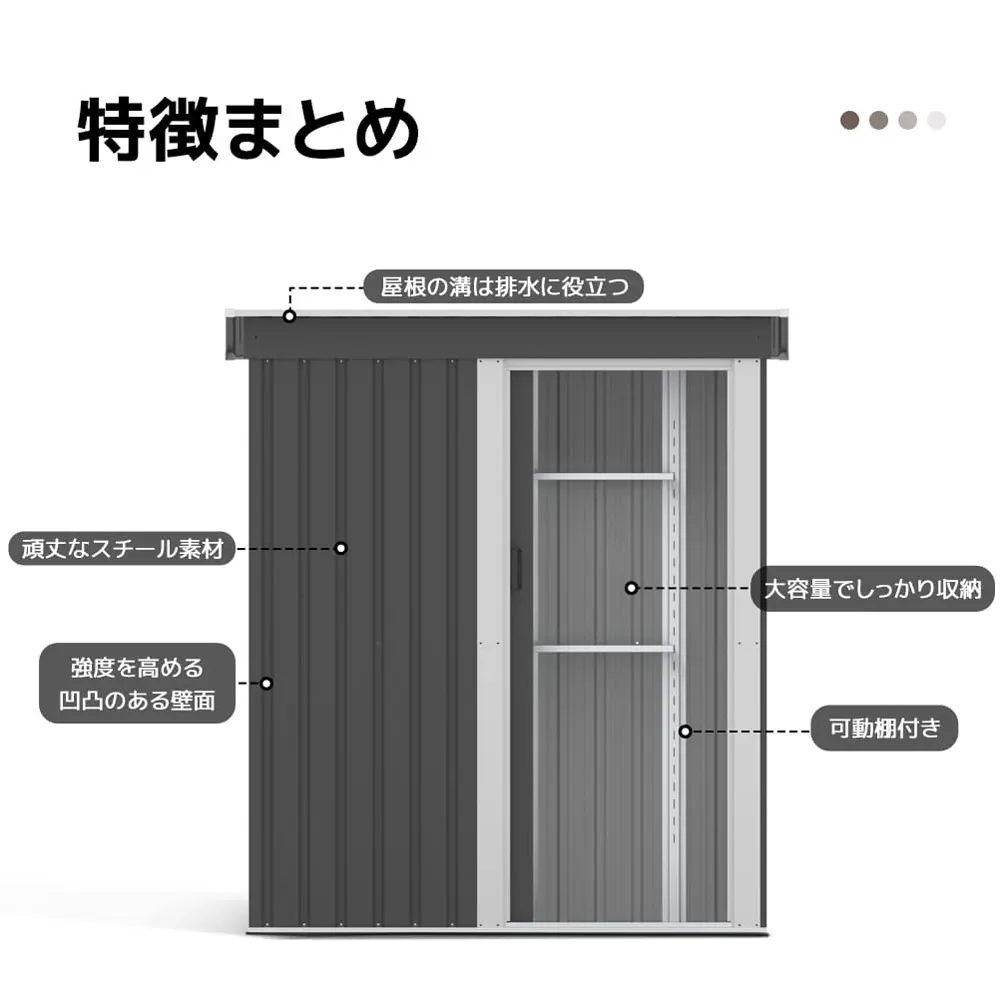 特徴まとめ
屋根の溝は排水に役立つ
頑丈なスチール素材
大容量でしっかり収納
強度を高める
凹凸のある壁面
可動棚付き